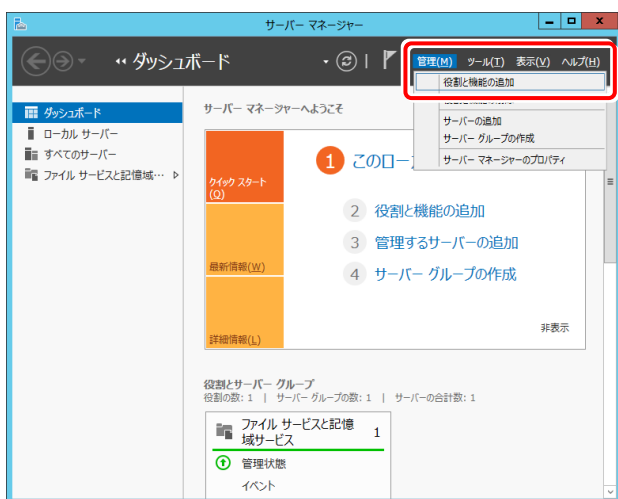 サーバー マネージャー
ダッシュボード
管理(M) ツール(T) 表示(V) ヘルプ(H)
役割と機能の追加
サーバーの追加
サーバー グループの作成
サーバー マネージャーのプロパティ
ダッシュボード
ローカル サーバー
すべてのサーバー
ファイル サービスと記憶域…
サーバー マネージャーへようこそ
クイック スタート
(Q)
最新情報(W)
詳細情報(L)
1 このロー
2 役割と機能の追加
3 管理するサーバーの追加
4 サーバー グループの作成
非表示
役割とサーバー グループ
役割の数: 1 | サーバー グループの数: 1 | サーバーの合計数: 1
ファイル サービスと記憶 1
域サービス
管理状態
イベント